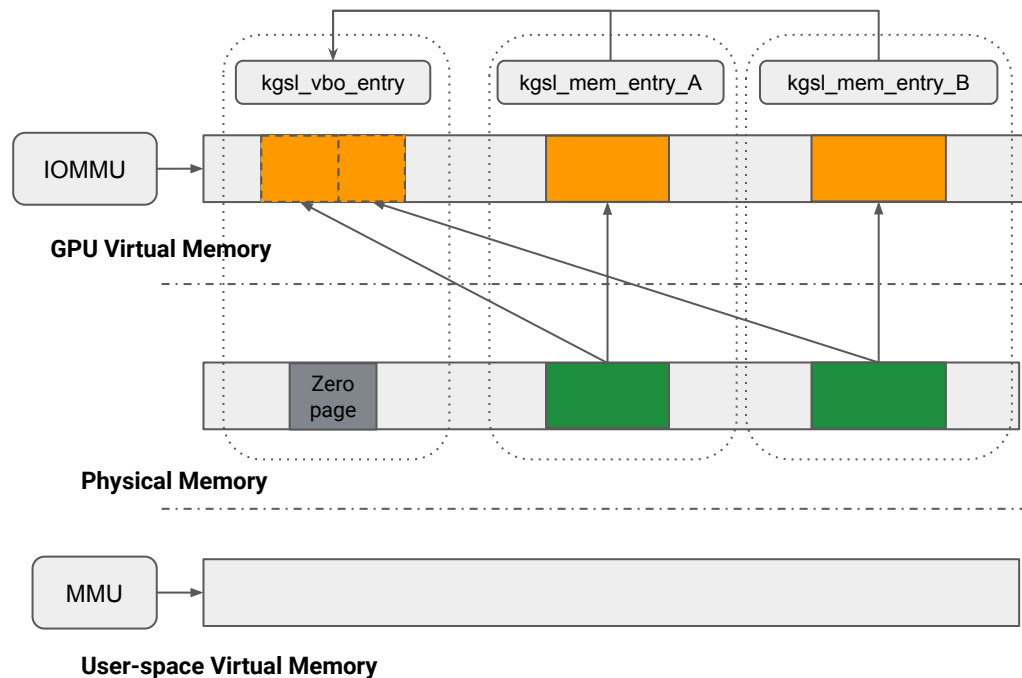 kgsl_vbo_entry
kgsl_mem_entry_A
kgsl_mem_entry_B
IOMMU
GPU Virtual Memory
Zero
page
Physical Memory
MMU
User-space Virtual Memory